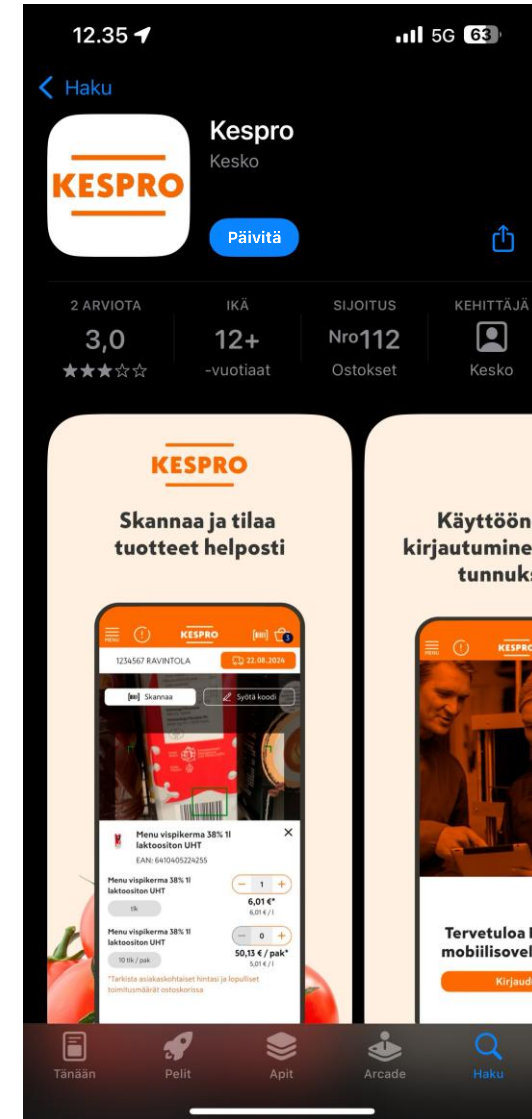 12.35
5G 63
Haku
KESPRO
Kespro
Kesko
Päivitä
2 ARVIOTA
3,0
IKÄ
12+
-vuotiaat
SIJOITUS
Nro112
Ostokset
KEHITTÄJÄ
Kesko
KESPRO
Skannaa ja tilaa
tuotteet helposti
MENU
KESPRO
3
1234567 RAVINTOLA
22.08.2024
Skannaa
Syötä koodi
Menu vispikerma 38% 1l
laktoositon UHT
EAN: 6410405224255
Menu vispikerma 38% 1l
laktoositon UHT
1
tlk
6,01 €*
6,01 € / l
Menu vispikerma 38% 1l
laktoositon UHT
0
10 tlk / pak
50,13 € / pak*
5,01 € / l
*Tarkista asiakaskohtaiset hintasi ja lopulliset
toimitusmäärät ostoskorissa
Käyttöön
kirjautumine
tunnuks
MENU
KESPRO
Tervetuloa
mobiilisovel
Kirjaud
Tänään
Pelit
Apit
Arcade
Haku